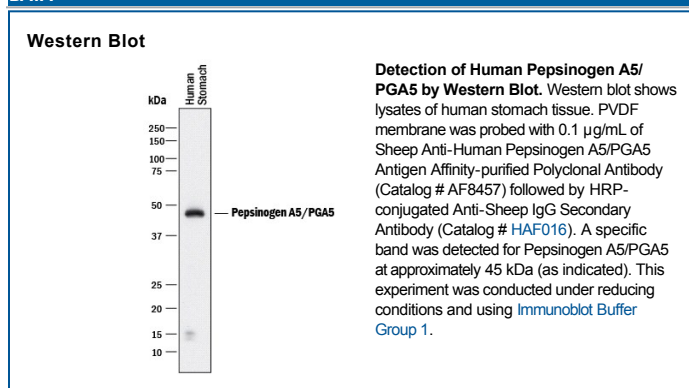 Western Blot
Human
Stomach
kDa
250
150
100
75
50
Pepsinogen A5/PGA5
37
25
20
15
10
Detection of Human Pepsinogen A5/
PGA5 by Western Blot. Western blot shows
lysates of human stomach tissue. PVDF
membrane was probed with 0.1 µg/mL of
Sheep Anti-Human Pepsinogen A5/PGA5
Antigen Affinity-purified Polyclonal Antibody
(Catalog # AF8457) followed by HRP-
conjugated Anti-Sheep IgG Secondary
Antibody (Catalog # HAF016). A specific
band was detected for Pepsinogen A5/PGA5
at approximately 45 kDa (as indicated). This
experiment was conducted under reducing
conditions and using Immunoblot Buffer
Group 1.